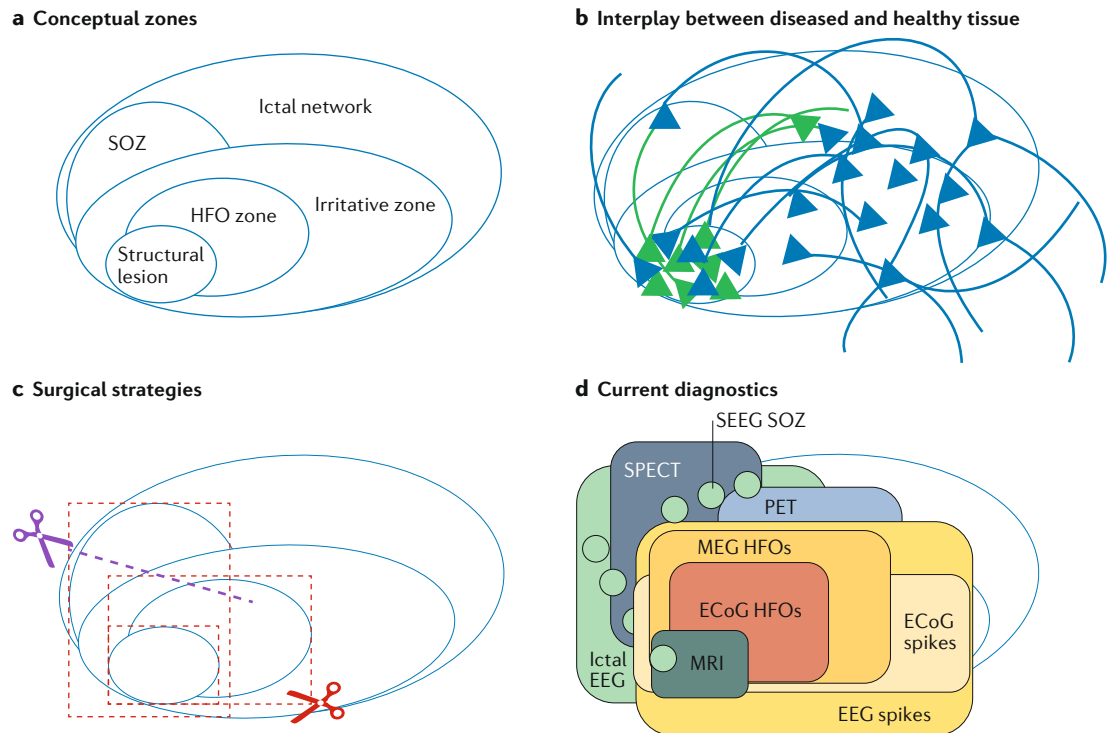 a Conceptual zones
Ictal network
SOZ
HFO zone
Irritative zone
Structural
lesion
b Interplay between diseased and healthy tissue
c Surgical strategies
d Current diagnostics
SEEG SOZ
SPECT
PET
MEG HFOs
ECoG HFOs
ECoG
spikes
MRI
Ictal
EEG
EEG spikes